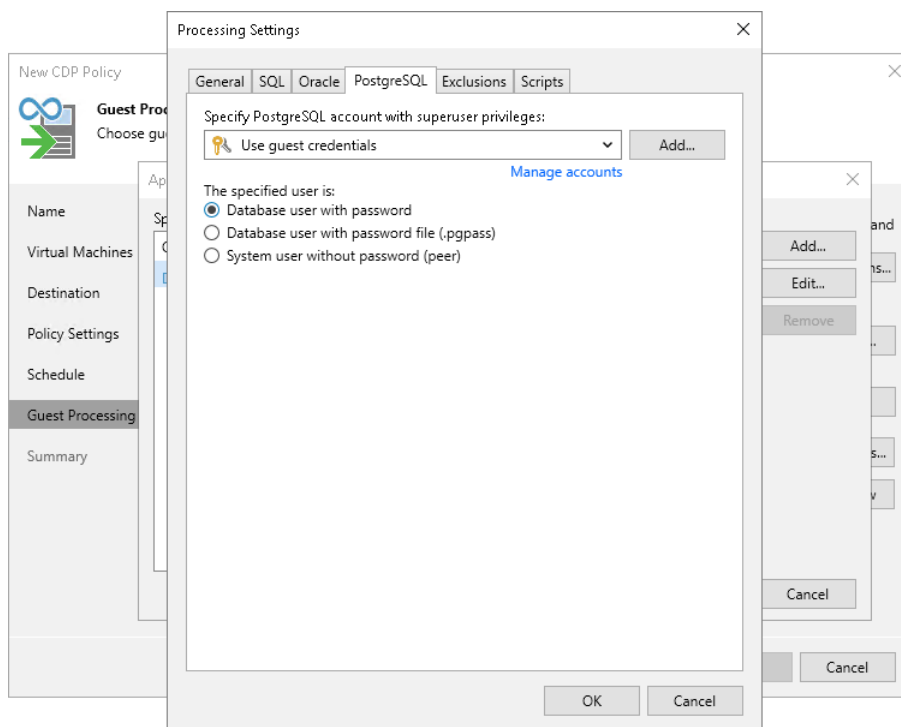 Processing Settings
New CDP Policy
General
SQL
Oracle
PostgreSQL
Exclusions
Scripts
Guest
Choose
Specify PostgreSQL account with superuser privileges:
Use guest credentials
Add...
Manage accounts
The specified user is:
Database user with password
Database user with password file (.pgpass)
System user without password (peer)
Name
Virtual Machines
Destination
Policy Settings
Schedule
Guest Processing
Summary
and
Add...
Edit...
Remove
Cancel
Cancel
OK
Cancel